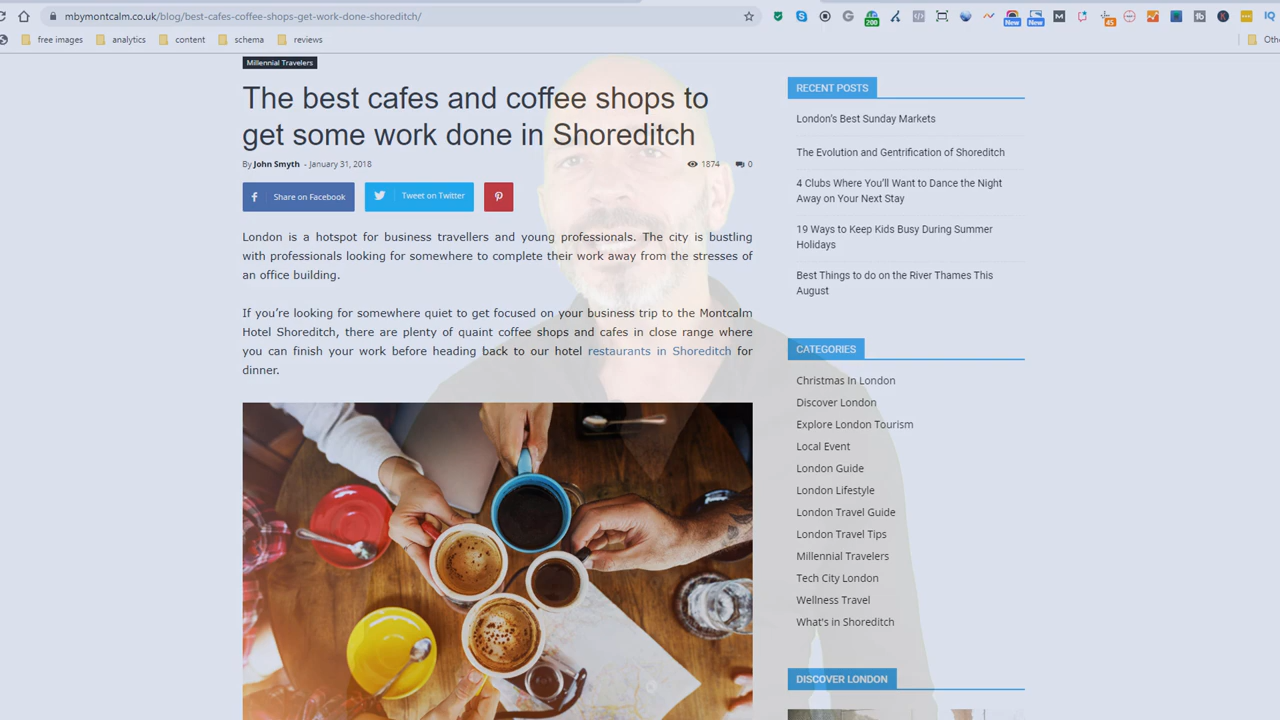 mbymontcalm.co.uk/blog/best-cafes-coffee-shops-get-work-done-shoreditch/
200
New
New
45
free images
analytics
content
schema
reviews
Millennial Travelers
The best cafes and coffee shops to
get some work done in Shoreditch
By John Smyth - January 31, 2018
1874
0
Share on Facebook
Tweet on Twitter
London is a hotspot for business travellers and young professionals. The city is bustling
with professionals looking for somewhere to complete their work away from the stresses of
an office building.
If you’re looking for somewhere quiet to get focused on your business trip to the Montcalm
Hotel Shoreditch, there are plenty of quaint coffee shops and cafes in close range where
you can finish your work before heading back to our hotel restaurants in Shoreditch for
dinner.
RECENT POSTS
London’s Best Sunday Markets
The Evolution and Gentrification of Shoreditch
4 Clubs Where You’ll Want to Dance the Night
Away on Your Next Stay
19 Ways to Keep Kids Busy During Summer
Holidays
Best Things to do on the River Thames This
August
CATEGORIES
Christmas In London
Discover London
Explore London Tourism
Local Event
London Guide
London Lifestyle
London Travel Guide
London Travel Tips
Millennial Travelers
Tech City London
Wellness Travel
What's in Shoreditch
DISCOVER LONDON